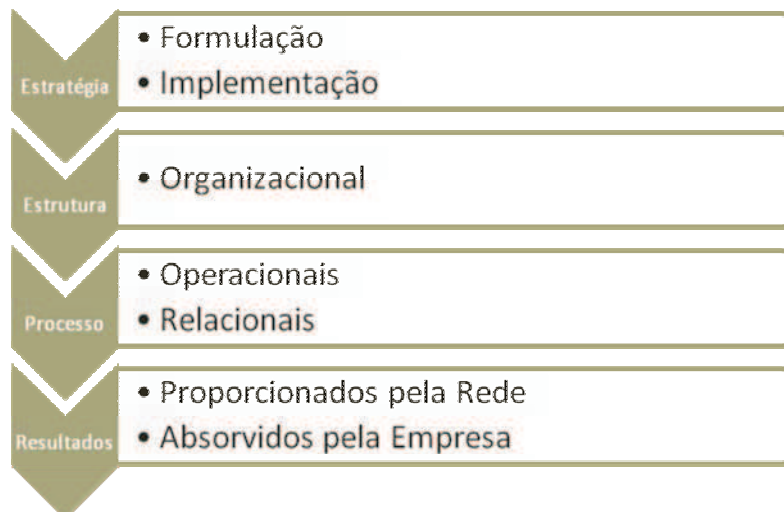 Estratégia
• Formulação
• Implementação
Estrutura
• Organizacional
Processo
• Operacionais
• Relacionais
Resultados
• Proporcionados pela Rede
• Absorvidos pela Empresa